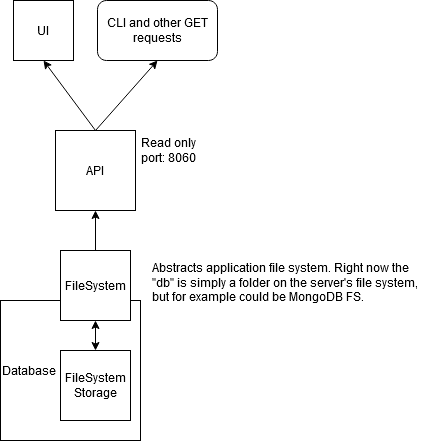 UI
CLI and other GET
requests
Read only
port: 8060
API
Abstracts application file system. Right now the
"db" is simply a folder on the server's file system,
but for example could be MongoDB FS.
FileSystem
Database
FileSystem
Storage